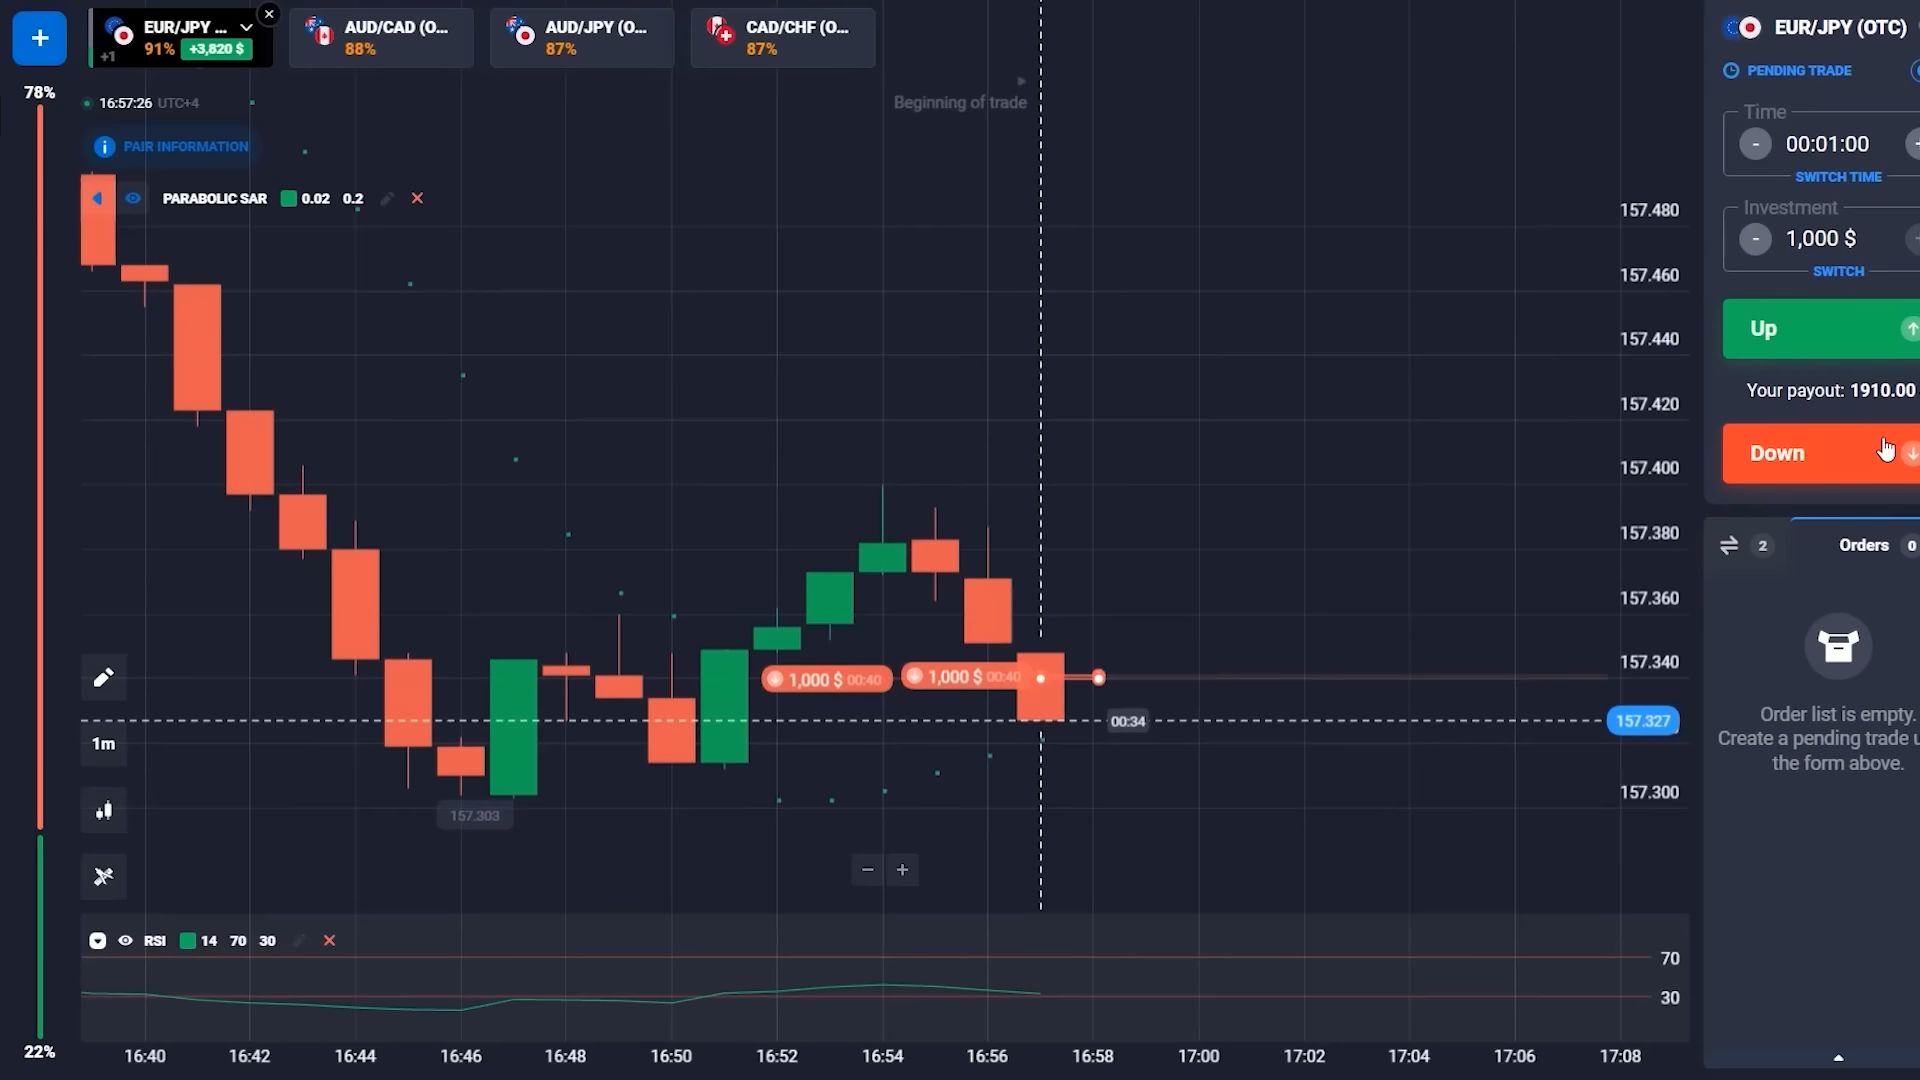 EUR/JPY ...
91% +3,820 $
+1
AUD/CAD (O...
88%
AUD/JPY (O...
87%
CAD/CHF (O...
87%
EUR/JPY (OTC)
PENDING TRADE
78%
16:57:26 UTC+4
Beginning of trade
PAIR INFORMATION
PARABOLIC SAR 0.02 0.2
Time
- 00:01:00
SWITCH TIME
Investment
- 1,000 $
SWITCH
Up
Your payout: 1910.00
Down
157.480
157.460
157.440
157.420
157.400
157.380
157.360
157.340
157.327
157.300
2 Orders 0
Order list is empty.
Create a pending trade u
the form above.
1,000 $ 00:40
1,000 $ 00:40
00:34
1m
157.303
− +
RSI 14 70 30
70
30
22%
16:40 16:42 16:44 16:46 16:48 16:50 16:52 16:54 16:56 16:58 17:00 17:02 17:04 17:06 17:08